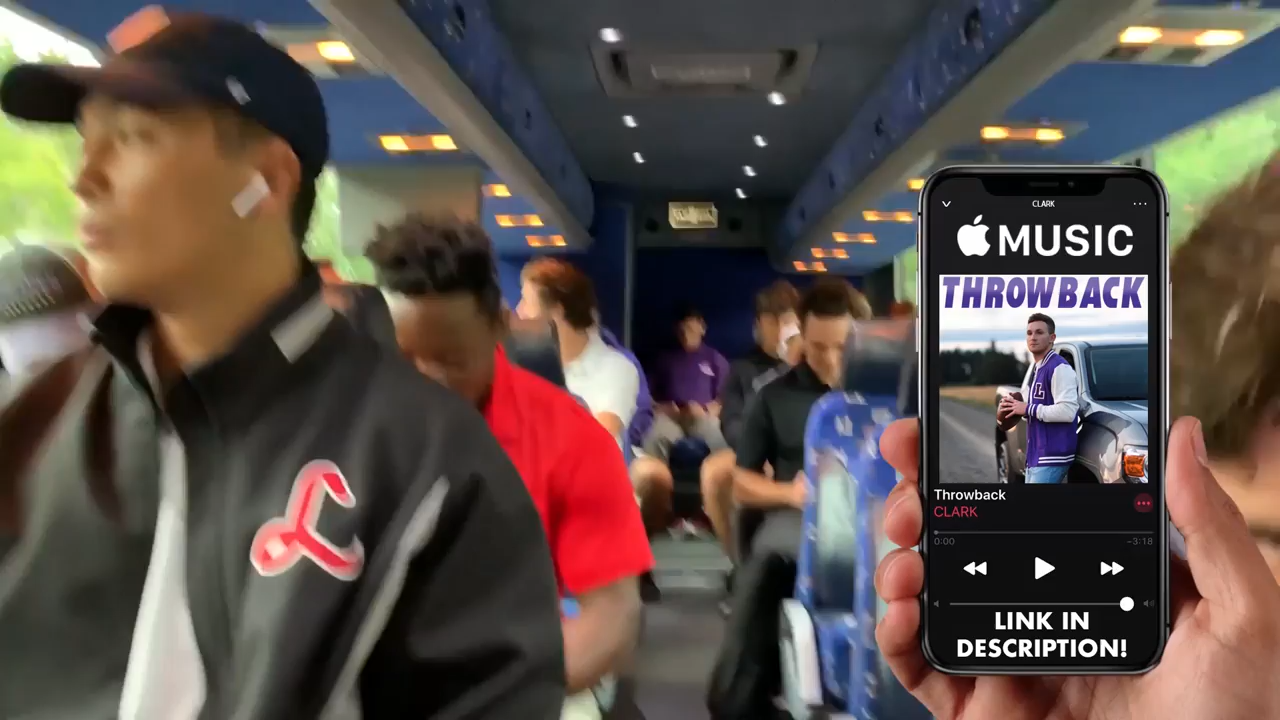 CLARK
MUSIC
THROWBACK
L
L
Throwback
CLARK
0:00
-3:18
LINK IN
DESCRIPTION!